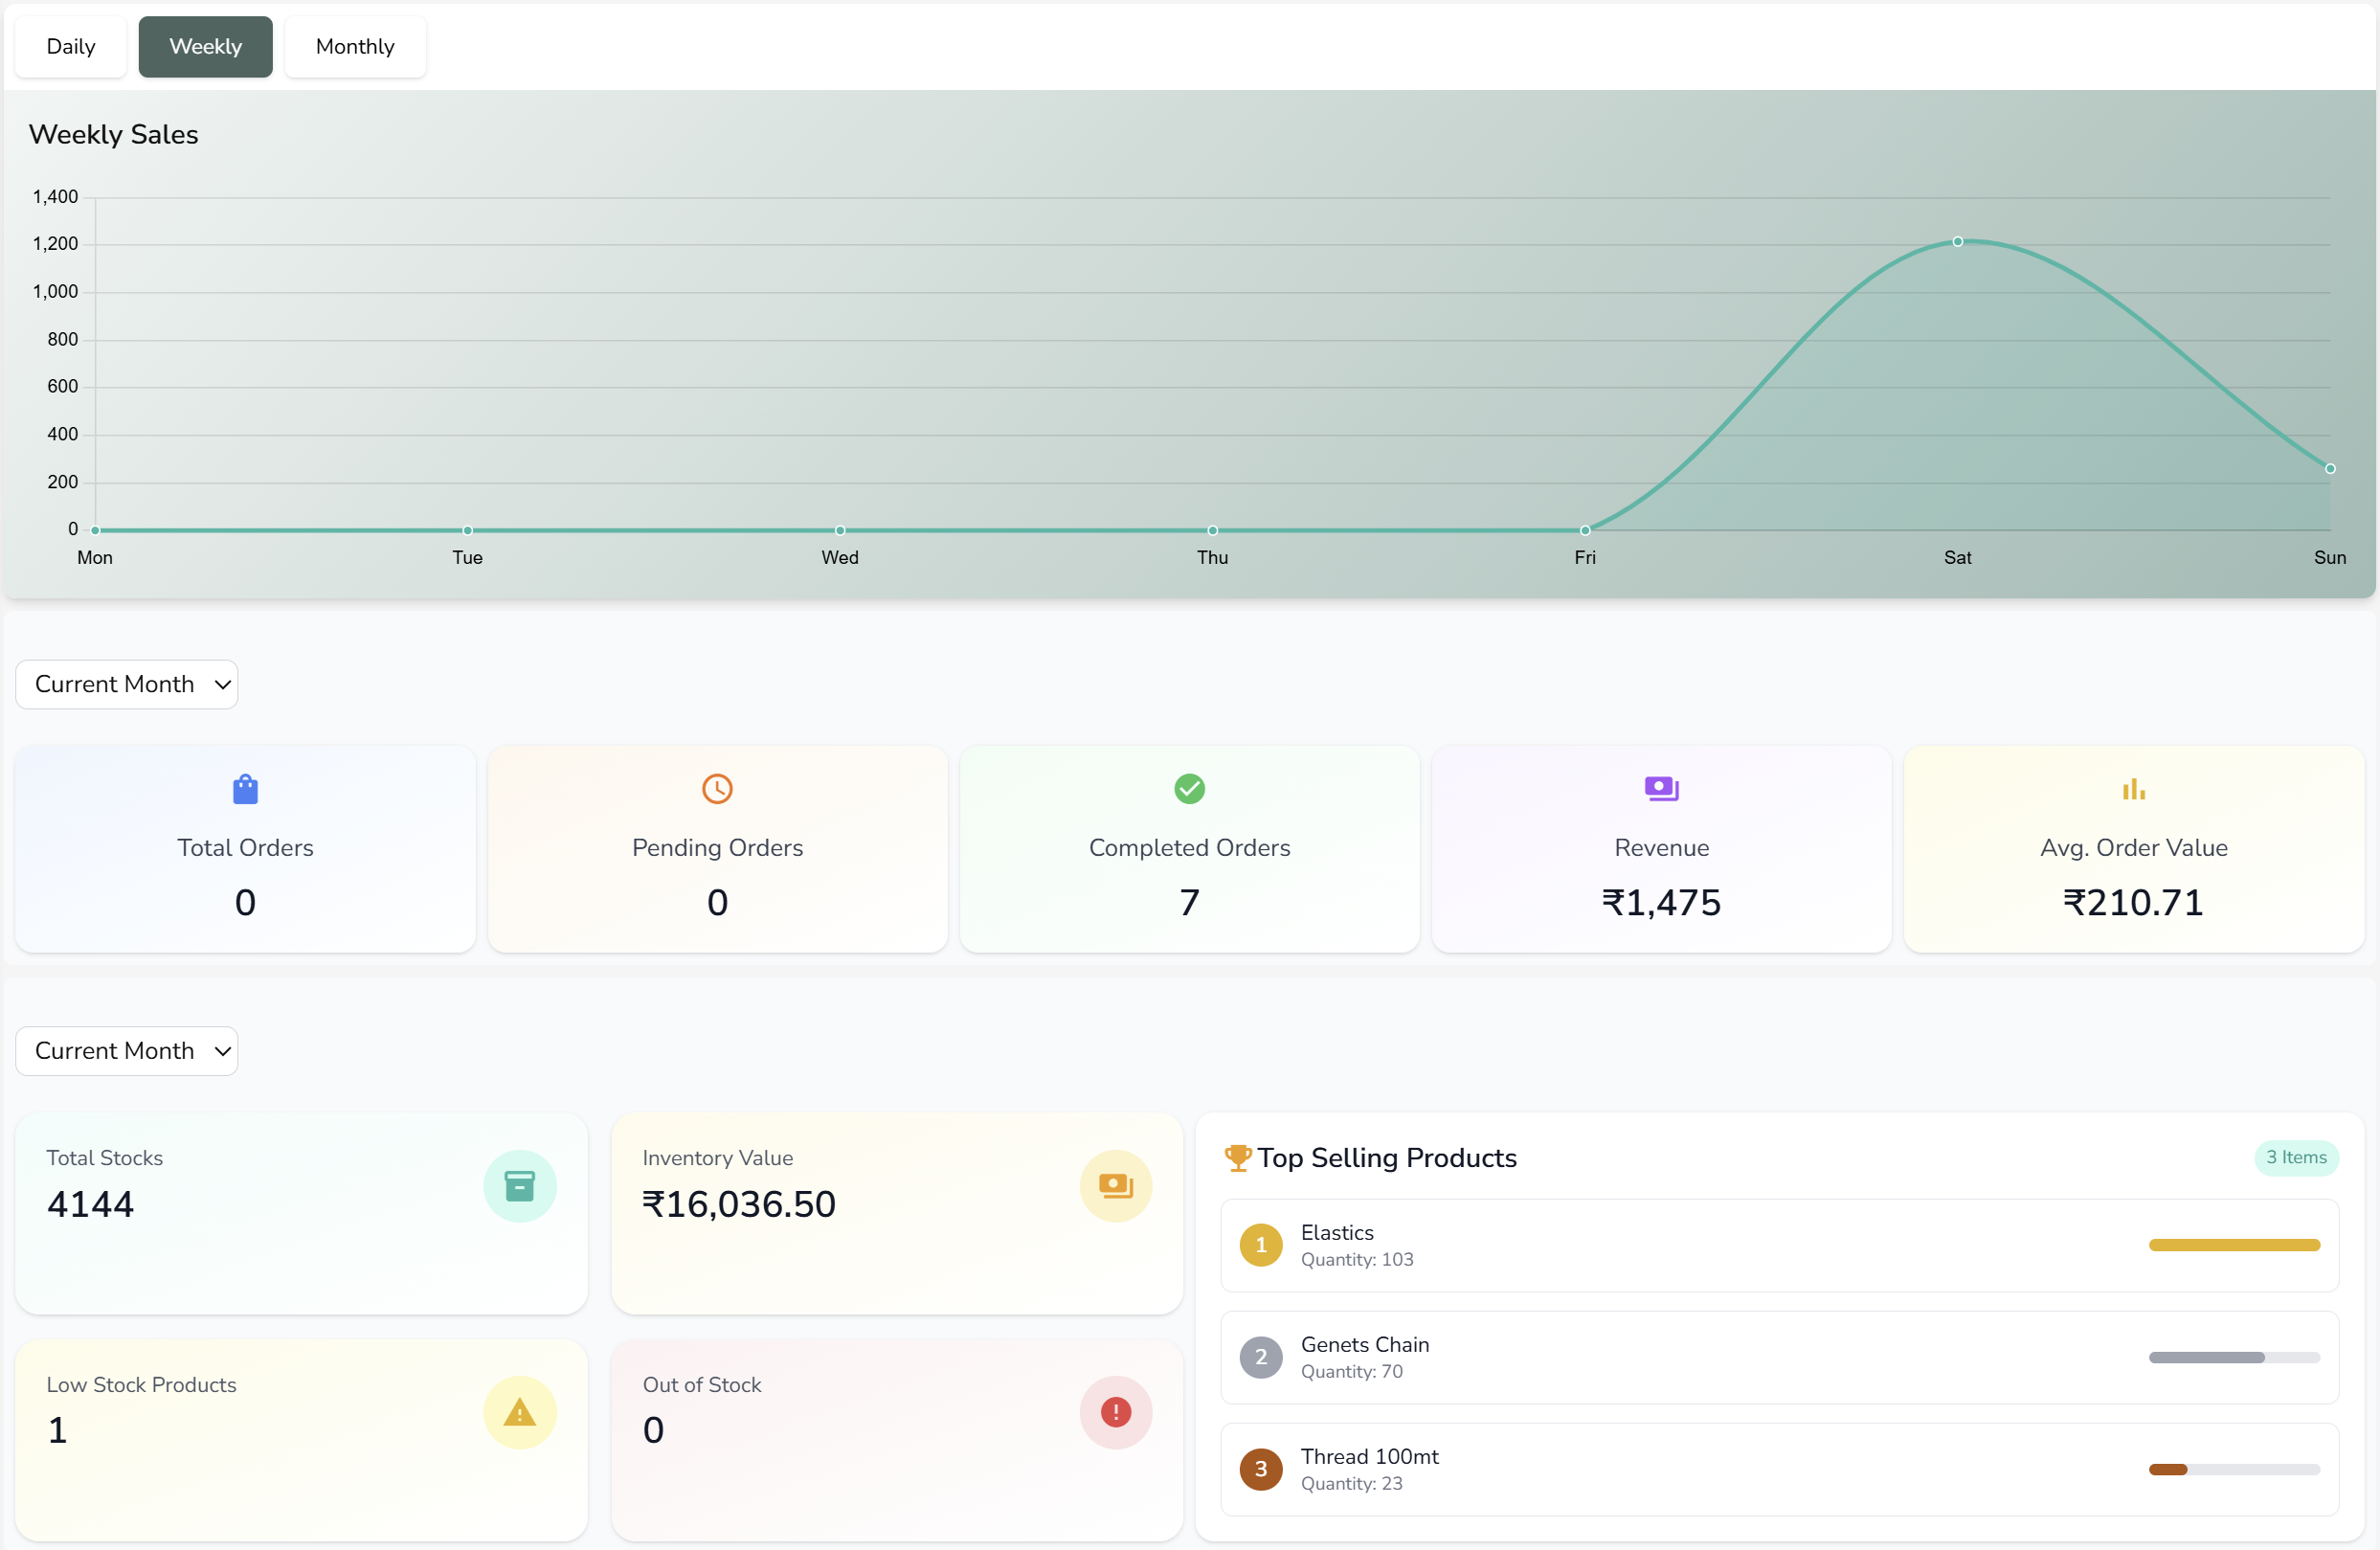 Daily
Weekly
Monthly
Weekly Sales
1,400
1,200
1,000
800
600
400
200
0
Mon Tue Wed Thu Fri Sat Sun
Current Month
Total Orders
0
Pending Orders
0
Completed Orders
7
Revenue
₹1,475
Avg. Order Value
₹210.71
Current Month
Total Stocks
4144
Inventory Value
₹16,036.50
Low Stock Products
1
Out of Stock
0
Top Selling Products
3 Items
1
Elastics
Quantity: 103
2
Genets Chain
Quantity: 70
3
Thread 100mt
Quantity: 23